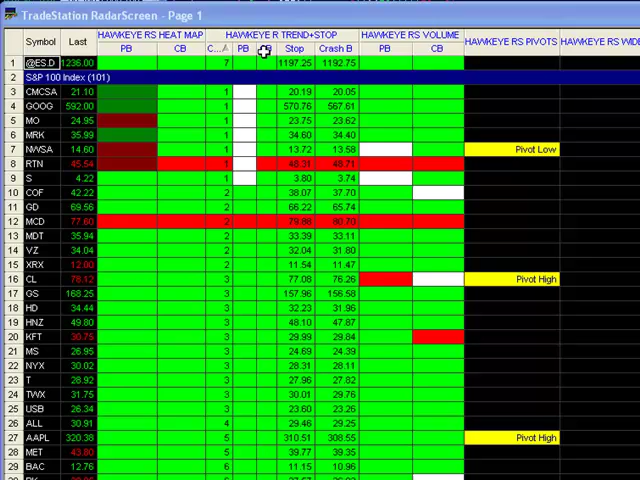 TradeStation RadarScreen - Page 1
Symbol Last HAWKEYE RS HEAT MAP HAWKEYE R TREND+STOP HAWKEYE RS VOLUME HAWKEYE RS PIVOTS HAWKEYE RS WIDE
PB CB C... PB Stop Crash B PB CB
1 @ES.D 1236.00 7 1197.25 1192.75
2 S&P 100 Index (101)
3 CMCSA 21.10 1 20.19 20.05
4 GOOG 592.00 1 570.76 567.61
5 MO 24.95 1 23.75 23.62
6 MRK 35.99 1 34.60 34.40
7 NWSA 14.60 1 13.72 13.58 Pivot Low
8 RTN 45.54 1 48.31 48.71
9 S 4.22 1 3.80 3.74
10 COF 42.22 2 38.07 37.70
11 GD 69.56 2 66.22 65.74
12 MCD 77.60 2 79.88 80.70
13 MDT 35.94 2 33.39 33.11
14 VZ 34.04 2 32.04 31.80
15 XRX 12.00 2 11.54 11.47
16 CL 78.12 3 77.08 76.26 Pivot High
17 GS 168.25 3 157.96 156.58
18 HD 34.44 3 32.23 31.96
19 HNZ 49.80 3 48.10 47.87
20 KFT 30.75 3 29.99 29.84
21 MS 26.95 3 24.69 24.39
22 NYX 30.02 3 28.31 28.11
23 T 28.92 3 27.96 27.82
24 TWX 31.75 3 30.01 29.76
25 USB 26.34 3 23.60 23.26
26 ALL 30.91 4 29.46 29.25
27 AAPL 320.38 5 310.51 308.55 Pivot High
28 MET 43.80 5 39.77 39.35
29 BAC 12.76 6 11.15 10.96